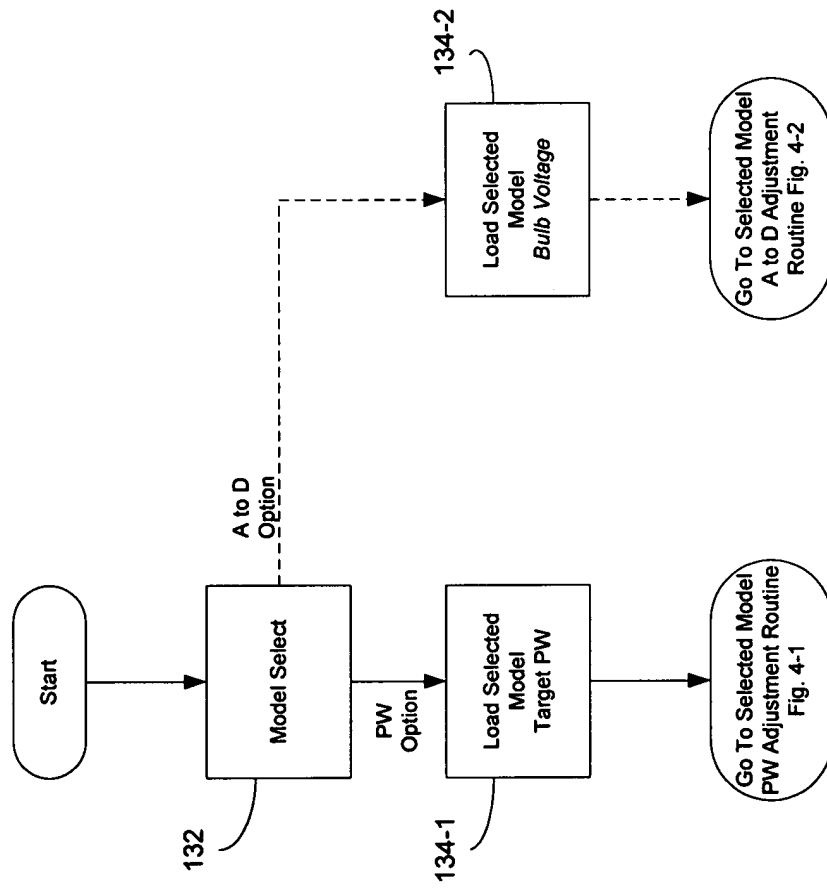 Start
132
Model Select
A to D
Option
PW
Option
134-1
Load Selected
Model
Target PW
134-2
Load Selected
Model
Bulb Voltage
Go To Selected Model
PW Adjustment Routine
Fig. 4-1
Go To Selected Model
A to D Adjustment
Routine Fig. 4-2